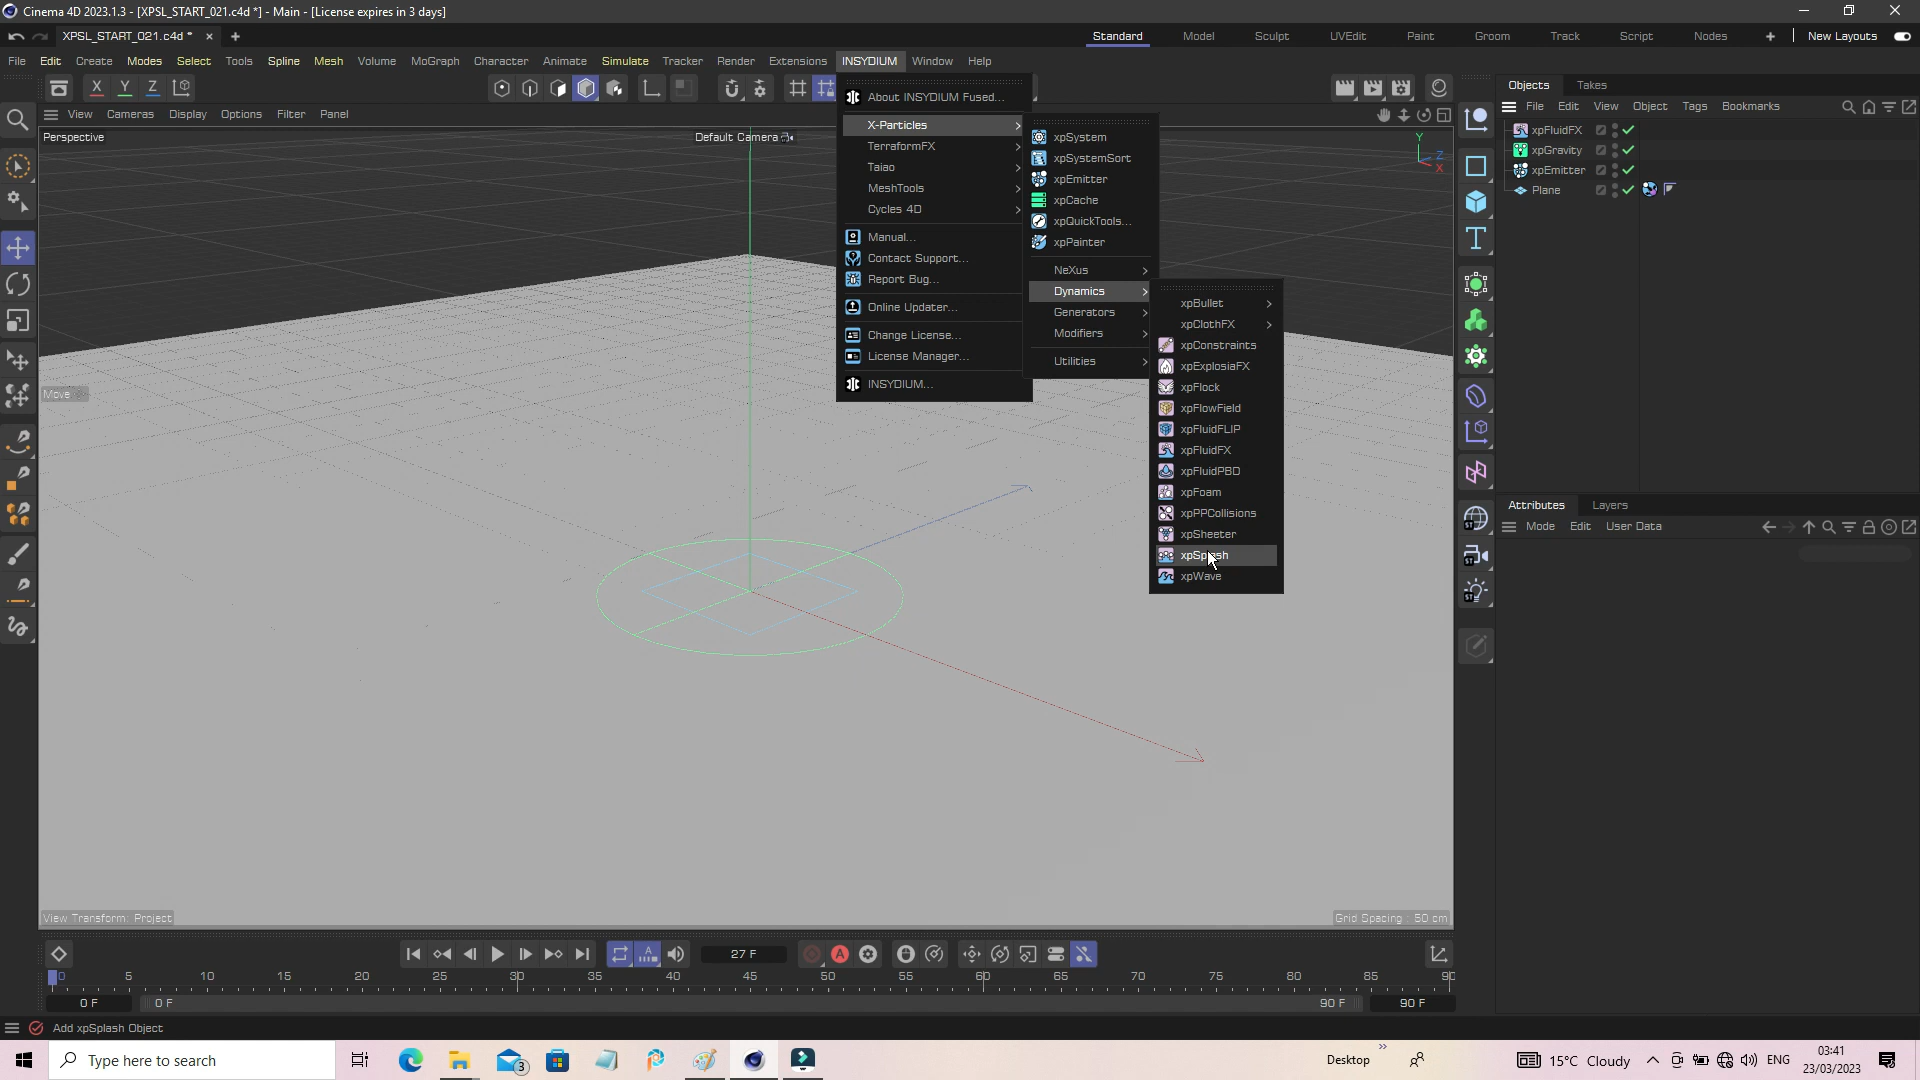 Cinema 4D 2023.1.3 - [XPSL_START_021.c4d *] - Main - [License expires in 3 days]
XPSL_START_021.c4d * × +
Standard Model Sculpt UVEdit Paint Groom Track Script Nodes + New Layouts
File Edit Create Modes Select Tools Spline Mesh Volume MoGraph Character Animate Simulate Tracker Render Extensions INSYDIUM Window Help
X Y Z
View Cameras Display Options Filter Panel
Perspective
Default Camera
Y
Z
X
Move
About INSYDIUM Fused...
X-Particles
TerraformFX
Taiao
MeshTools
Cycles 4D
Manual...
Contact Support...
Report Bug...
Online Updater...
Change License...
License Manager...
INSYDIUM...
xpSystem
xpSystemSort
xpEmitter
xpCache
xpQuickTools...
xpPainter
NeXus
Dynamics
Generators
Modifiers
Utilities
xpBullet
xpClothFX
xpConstraints
xpExplosiaFX
xpFlock
xpFlowField
xpFluidFLIP
xpFluidFX
xpFluidPBD
xpFoam
xpPPCollisions
xpSheeter
xpSplash
xpWave
Objects Takes
File Edit View Object Tags Bookmarks
xpFluidFX
xpGravity
xpEmitter
Plane
Attributes Layers
Mode Edit User Data
View Transform: Project
Grid Spacing : 50 cm
27 F
0 5 10 15 20 25 30 35 40 45 50 55 60 65 70 75 80 85 90
0 F 0 F 90 F 90 F
Add xpSplash Object
Type here to search
3
Desktop
15°C Cloudy
ENG
03:41
23/03/2023